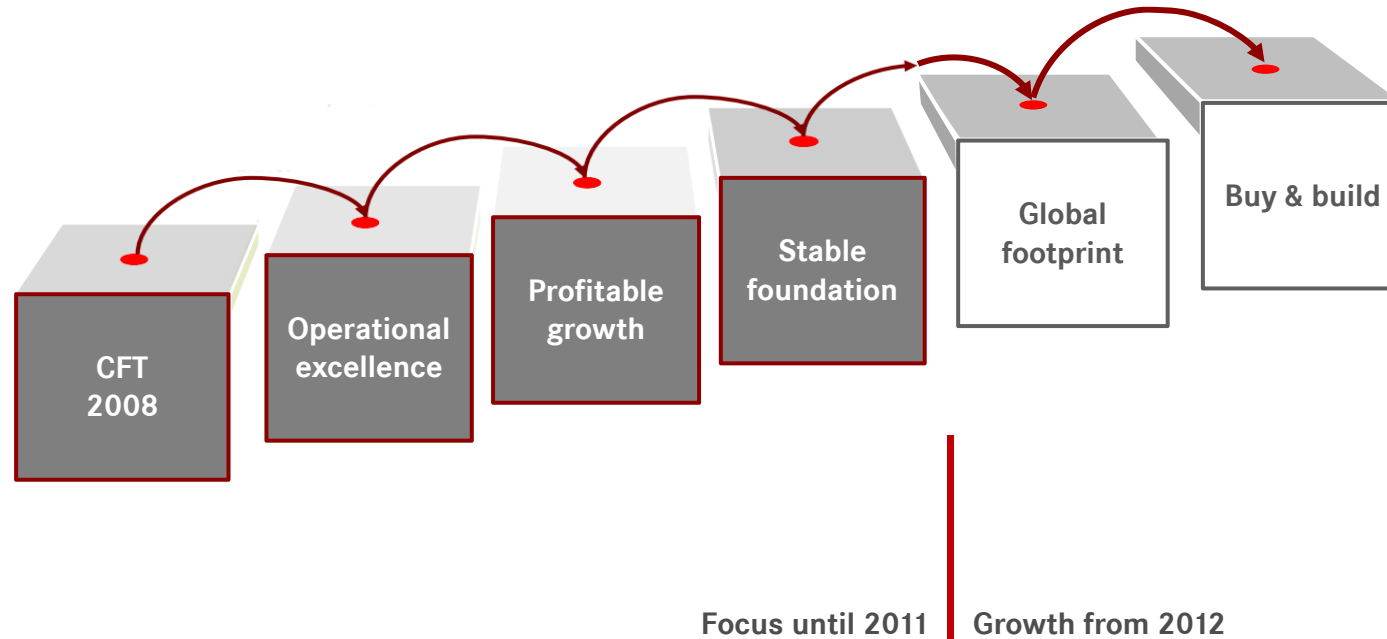 CFT
2008
Operational
excellence
Profitable
growth
Stable
foundation
Global
footprint
Buy & build
Focus until 2011
Growth from 2012